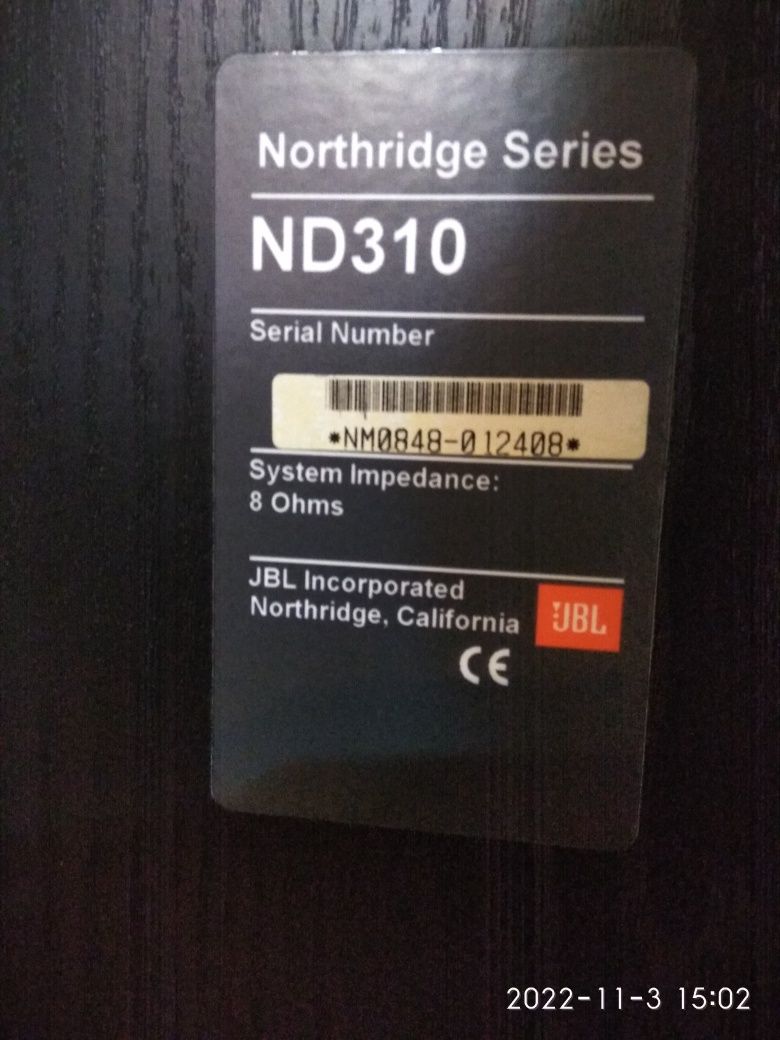 Northridge Series
ND310
Serial Number
*NM0848-012408*
System Impedance:
8 Ohms
JBL Incorporated
Northridge, California
JBL
CE
2022-11-3 15:02